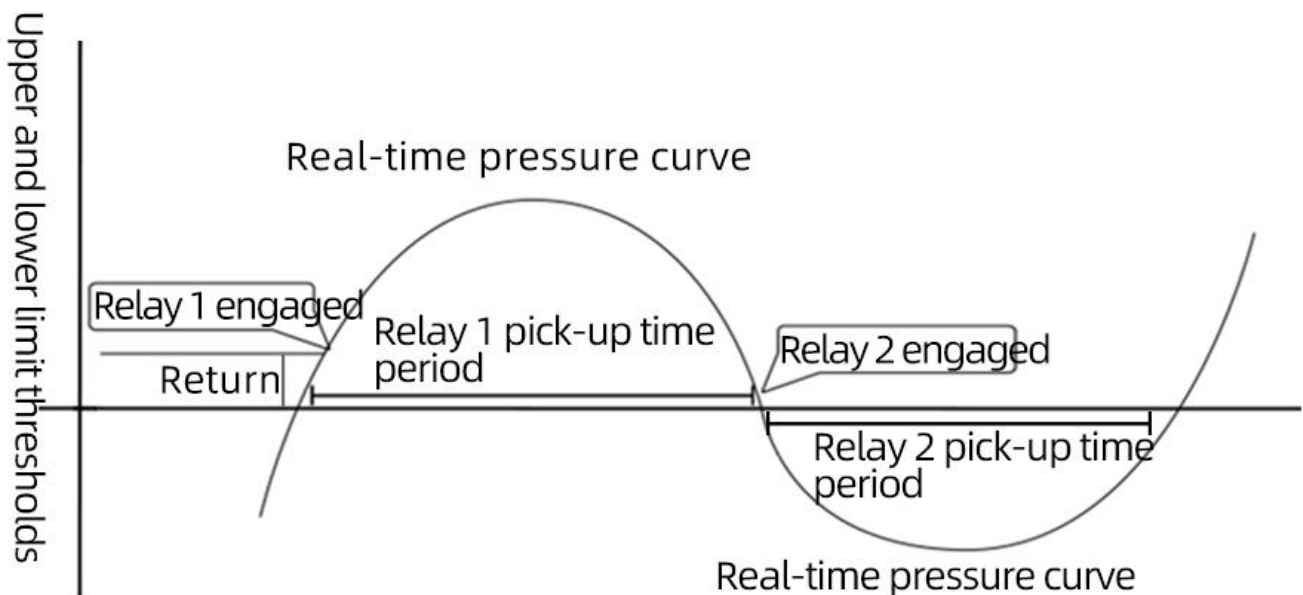 Upper and lower limit thresholds
Real-time pressure curve
Relay 1 engaged
Relay 1 pick-up time
period
Return
Relay 2 engaged
Relay 2 pick-up time
period
Real-time pressure curve